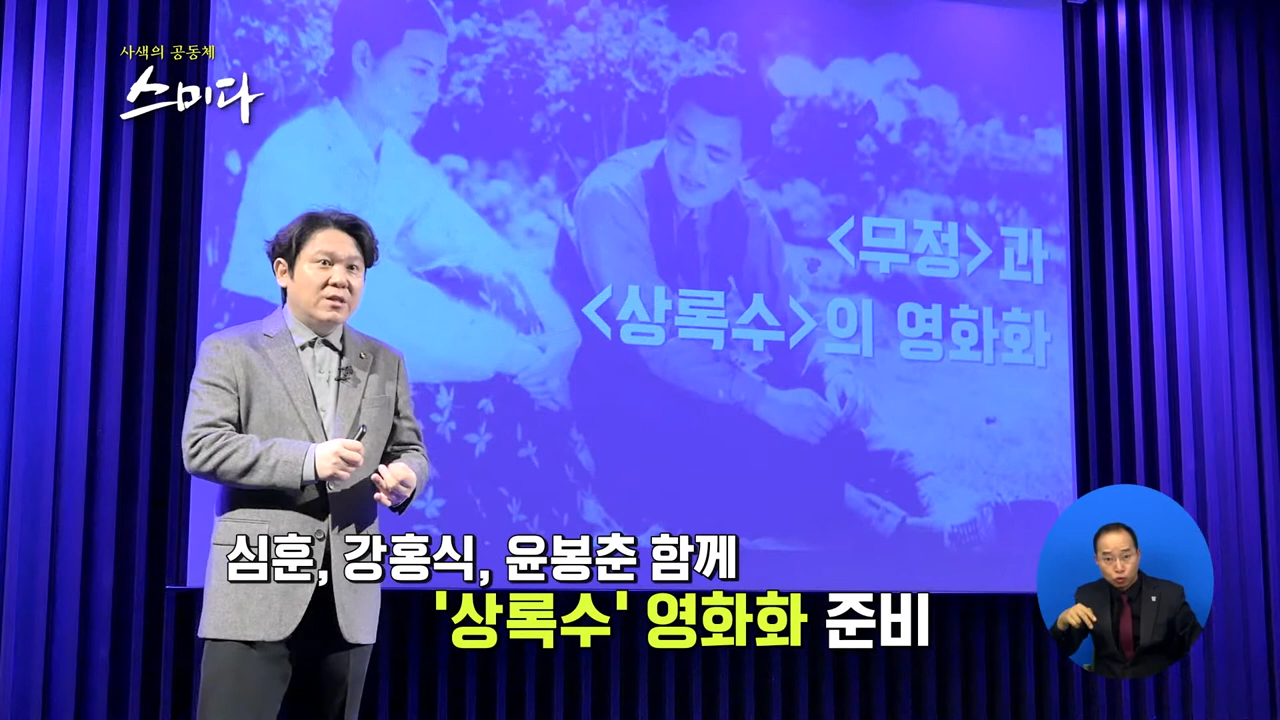 사색의 공동체
스미다
<무정>과
<상록수>의 영화화
심훈, 강홍식, 윤봉춘 함께
'상록수' 영화화 준비